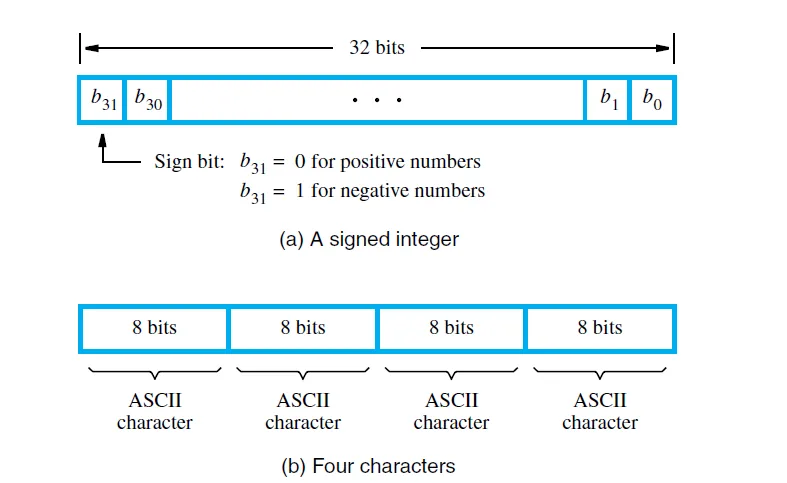 32 bits
b31 b30 . . . b1 b0
Sign bit: b31 = 0 for positive numbers
b31 = 1 for negative numbers
(a) A signed integer
8 bits 8 bits 8 bits 8 bits
ASCII ASCII ASCII ASCII
character character character character
(b) Four characters